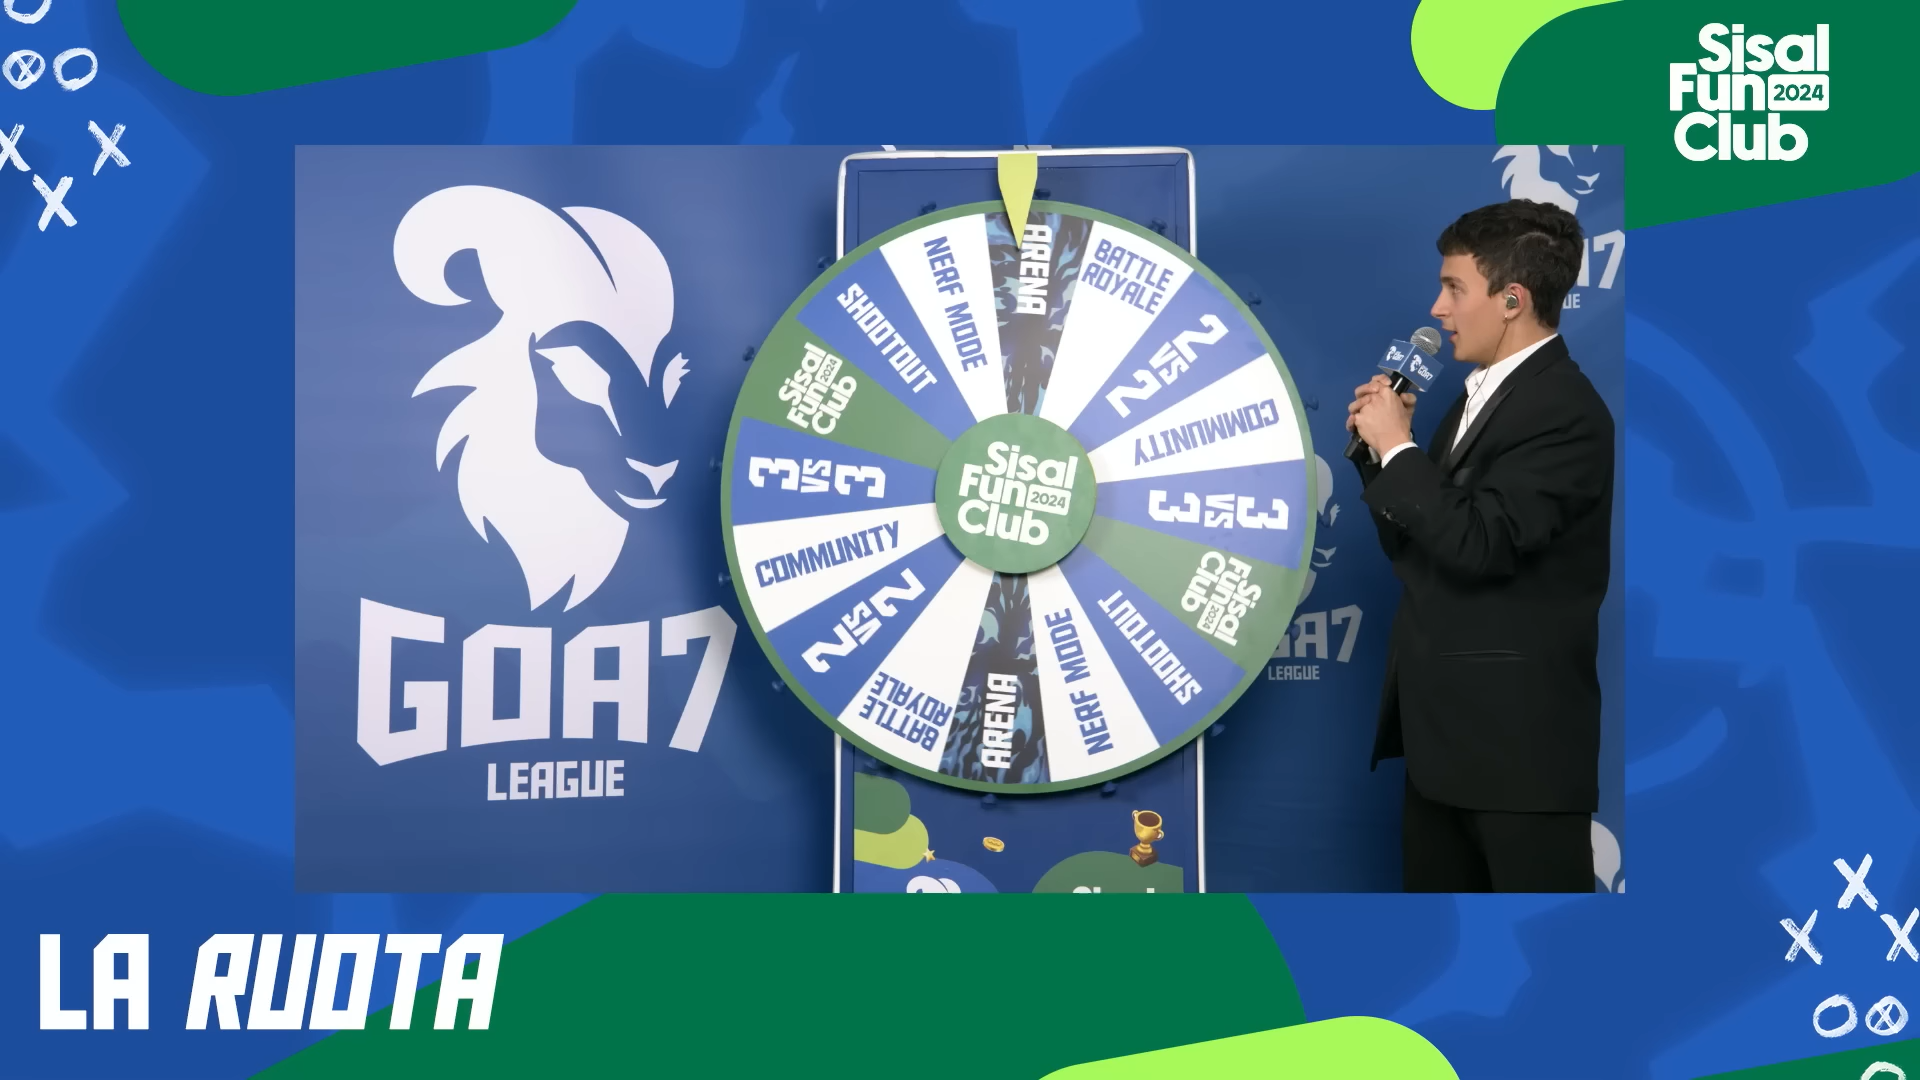 Sisal
Fun 2024
Club
NERF MODE
ARENA
BATTLE
ROYALE
2 VS 2
COMMUNITY
3 VS 3
Sisal
Fun 2024
Club
SHOOTOUT
NERF MODE
ARENA
BATTLE
ROYALE
2 VS 2
COMMUNITY
3 VS 3
Sisal
Fun 2024
Club
SHOOTOUT
Sisal
Fun 2024
Club
GOA7
LEAGUE
GOA7
LEAGUE
LA RUOTA